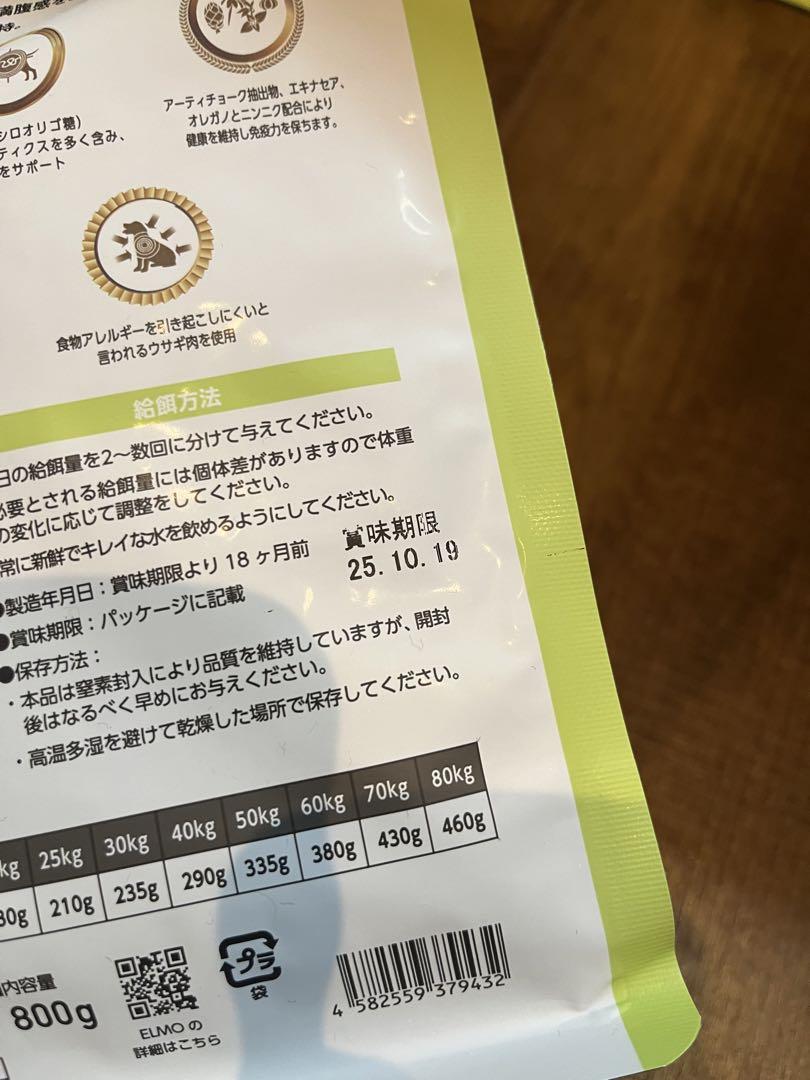 満腹感を
持。
シロオリゴ糖)
ティクスを多く含み、
をサポート
アーティチョーク抽出物、エキナセア、
オレガノとニンニク配合により
健康を維持し免疫力を保ちます。
食物アレルギーを引き起こしにくいと
言われるウサギ肉を使用
給餌方法
日の給餌量を2〜数回に分けて与えてください。
必要とされる給餌量には個体差がありますので体重
の変化に応じて調整をしてください。
常に新鮮でキレイな水を飲めるようにしてください。
●製造年月日：賞味期限より 18 ヶ月前
●賞味期限：パッケージに記載
賞味期限
25.10.19
●保存方法：
・本品は窒素封入により品質を維持していますが、開封
後はなるべく早めにお与えください。
・高温多湿を避けて乾燥した場所で保存してください。
kg 25kg 30kg 40kg 50kg 60kg 70kg 80kg
80g 210g 235g 290g 335g 380g 430g 460g
内容量
800g
ELMO の
詳細はこちら
プラ
袋
4 582559 379432